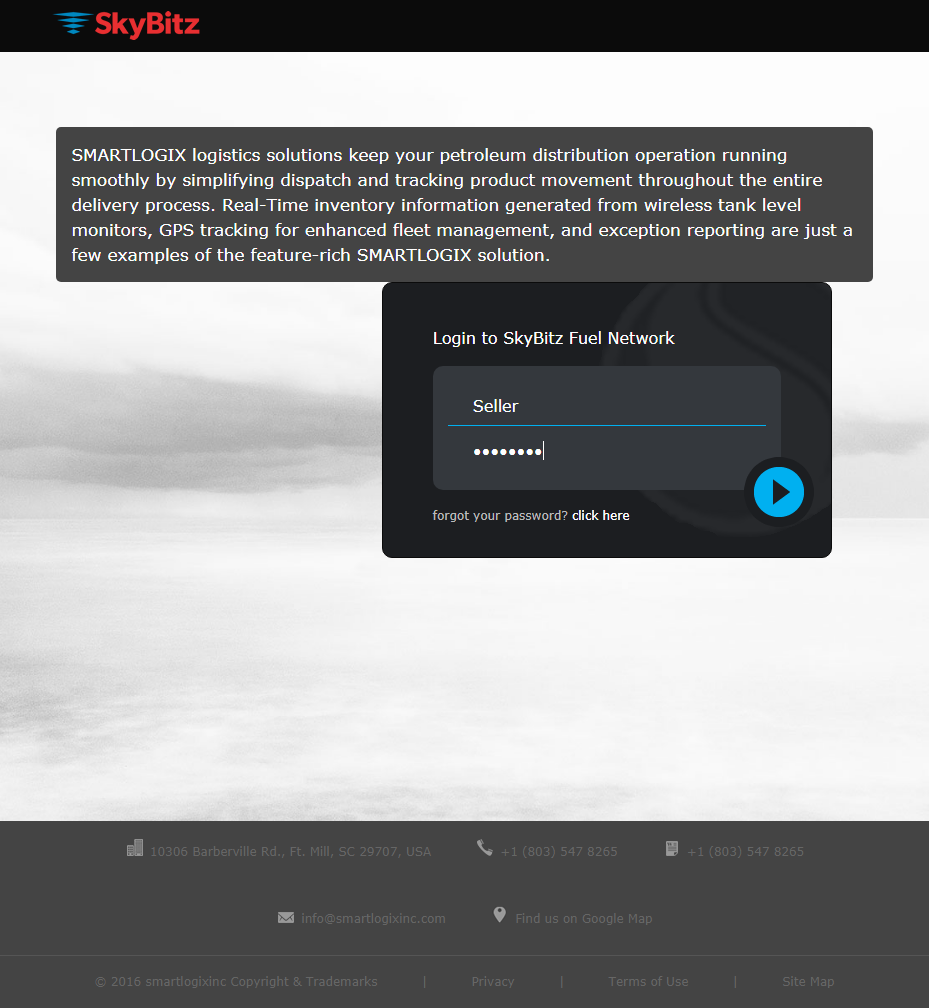 SkyBitz
SMARTLOGIX logistics solutions keep your petroleum distribution operation running
smoothly by simplifying dispatch and tracking product movement throughout the entire
delivery process. Real-Time inventory information generated from wireless tank level
monitors, GPS tracking for enhanced fleet management, and exception reporting are just a
few examples of the feature-rich SMARTLOGIX solution.
Login to SkyBitz Fuel Network
Seller
••••••••
forgot your password? click here
10306 Barberville Rd., Ft. Mill, SC 29707, USA +1 (803) 547 8265 +1 (803) 547 8265
info@smartlogixinc.com Find us on Google Map
© 2016 smartlogixinc Copyright & Trademarks | Privacy | Terms of Use | Site Map